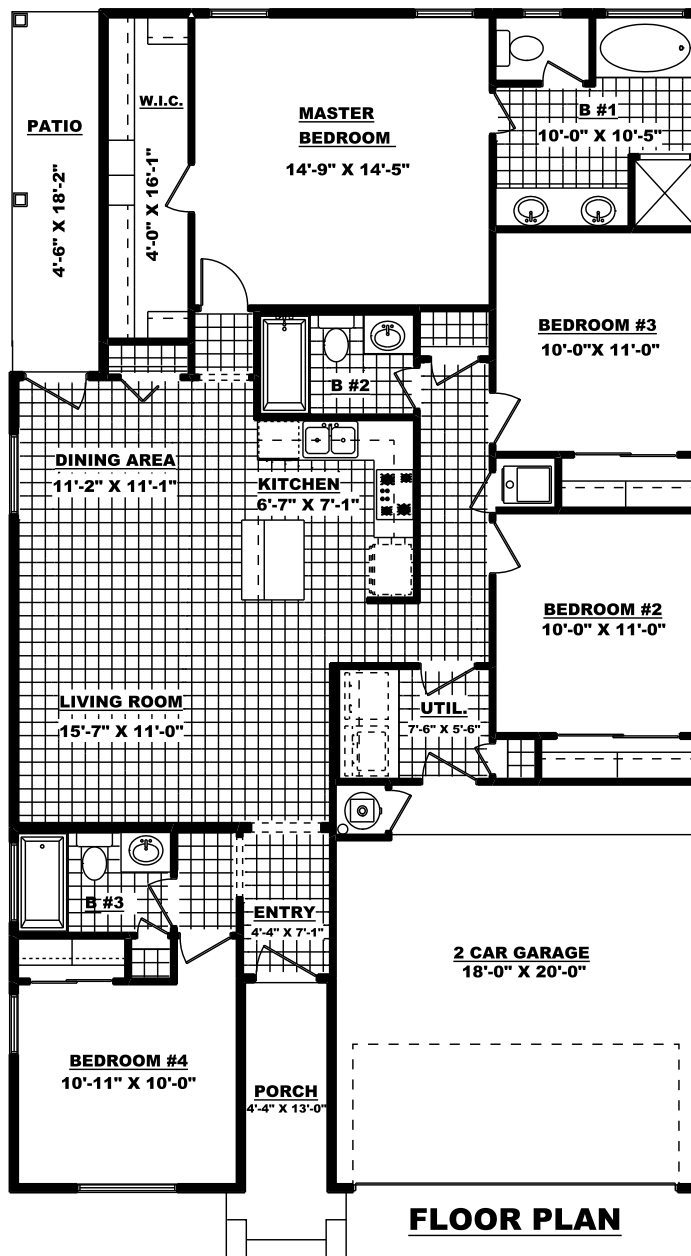 PATIO
4'-6" X 18'-2"
W.I.C.
4'-0" X 16'-1"
MASTER
BEDROOM
14'-9" X 14'-5"
B #1
10'-0" X 10'-5"
BEDROOM #3
10'-0"X 11'-0"
B #2
DINING AREA
11'-2" X 11'-1"
KITCHEN
6'-7" X 7'-1"
BEDROOM #2
10'-0" X 11'-0"
LIVING ROOM
15'-7" X 11'-0"
UTIL.
7'-6" X 5'-6"
B #3
ENTRY
4'-4" X 7'-1"
2 CAR GARAGE
18'-0" X 20'-0"
BEDROOM #4
10'-11" X 10'-0"
PORCH
4'-4" X 13'-0"
FLOOR PLAN